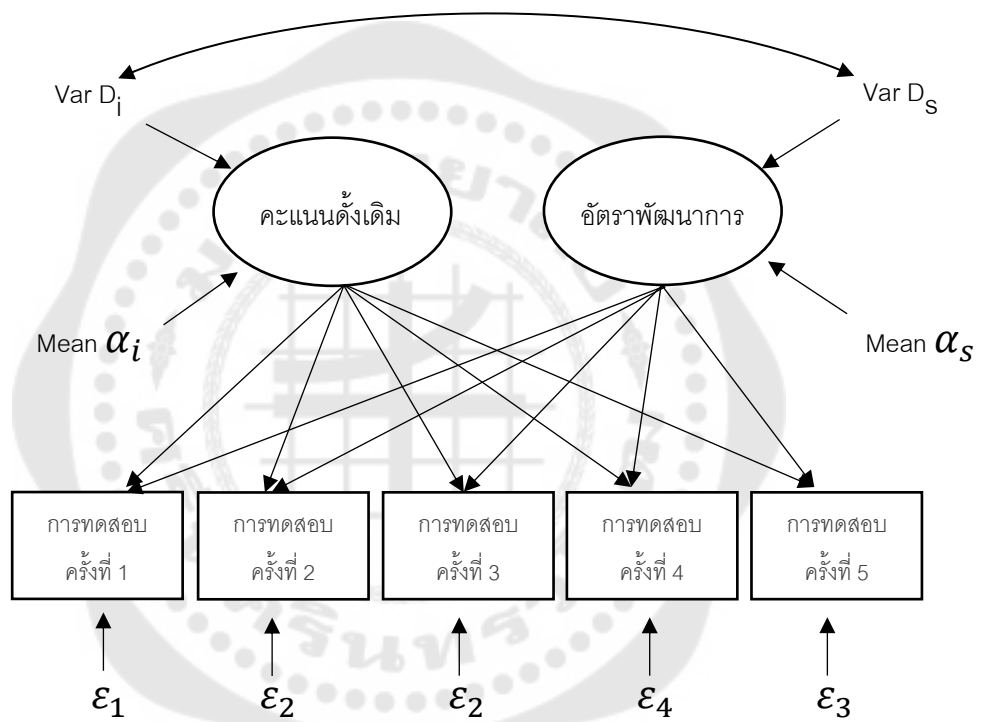 Var Di
Var Ds
คะแนนดั้งเดิม
อัตราพัฒนาการ
Mean αi
Mean αs
การทดสอบ
ครั้งที่ 1
การทดสอบ
ครั้งที่ 2
การทดสอบ
ครั้งที่ 3
การทดสอบ
ครั้งที่ 4
การทดสอบ
ครั้งที่ 5
ε1
ε2
ε2
ε4
ε3